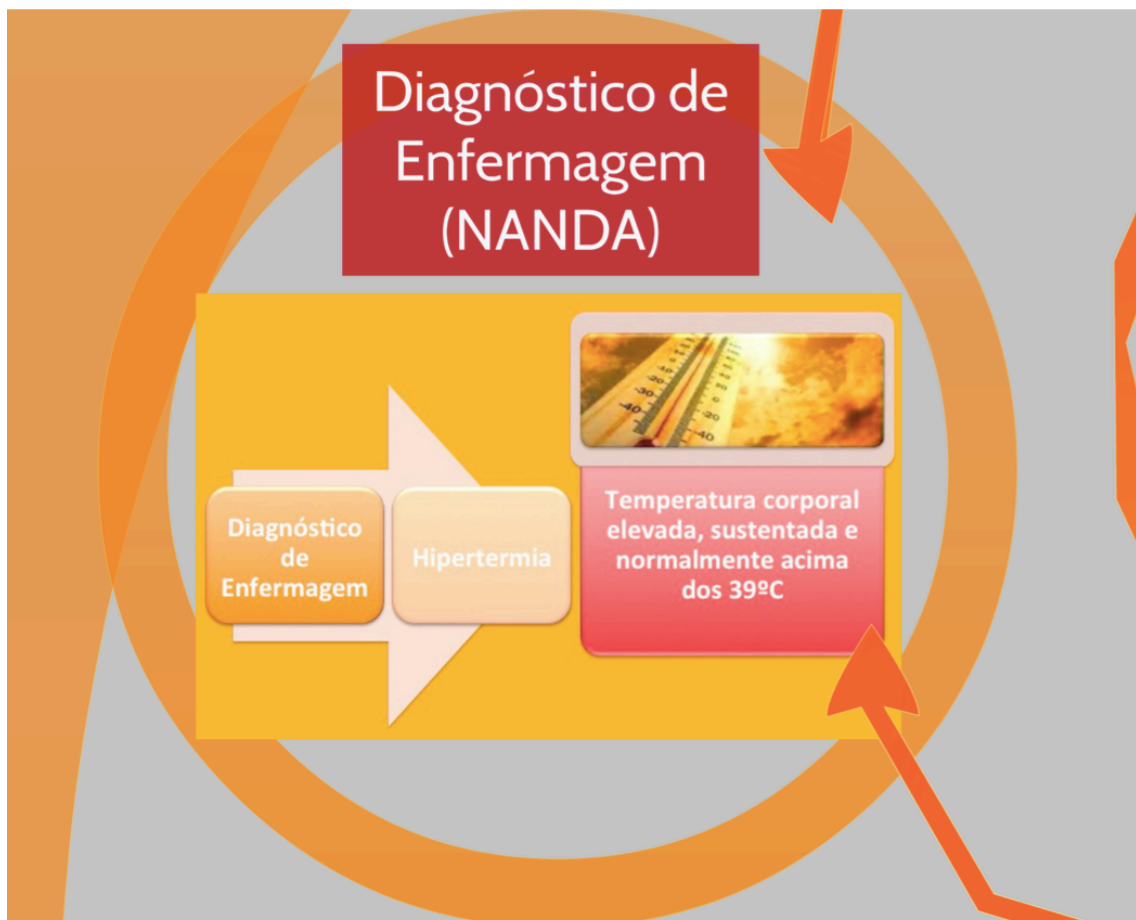 Diagnóstico de
Enfermagem
(NANDA)
Diagnóstico
de
Enfermagem
Hipertermia
Temperatura corporal
elevada, sustentada e
normalmente acima
dos 39ºC